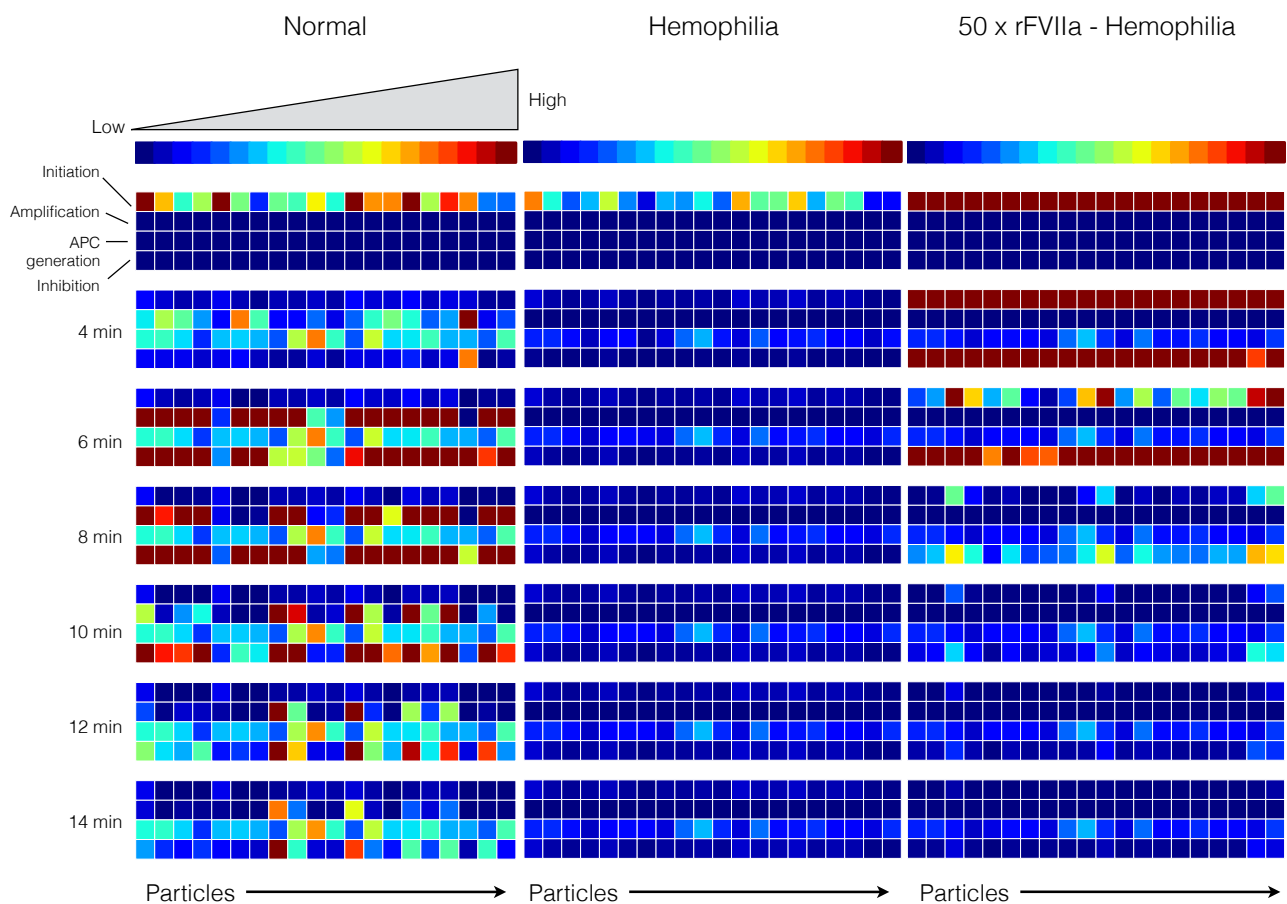 Normal
Hemophilia
50 x rFVIIa - Hemophilia
High
Low
Initiation
Amplification
APC
generation
Inhibition
4 min
6 min
8 min
10 min
12 min
14 min
Particles
Particles
Particles